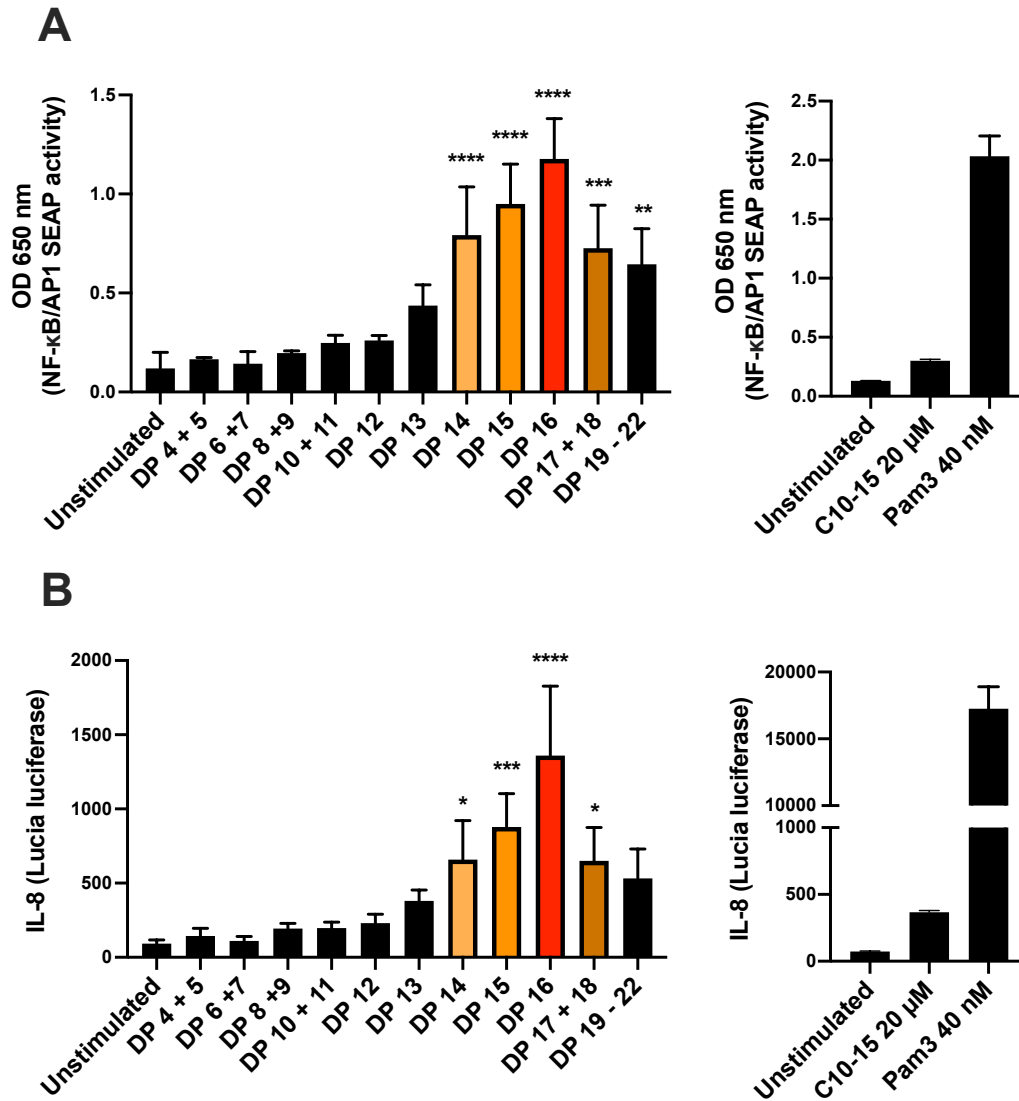 A
OD 650 nm
(NF-κB/AP1 SEAP activity)
1.5
1.0
0.5
0.0
****
****
****
***
**
Unstimulated
DP 4 + 5
DP 6 +7
DP 8 +9
DP 10 + 11
DP 12
DP 13
DP 14
DP 15
DP 16
DP 17 + 18
DP 19 - 22
OD 650 nm
(NF-κB/AP1 SEAP activity)
2.5
2.0
1.5
1.0
0.5
0.0
Unstimulated
C10-15 20 μM
Pam3 40 nM
B
IL-8 (Lucia luciferase)
2000
1500
1000
500
0
*
***
****
*
Unstimulated
DP 4 + 5
DP 6 +7
DP 8 +9
DP 10 + 11
DP 12
DP 13
DP 14
DP 15
DP 16
DP 17 + 18
DP 19 - 22
IL-8 (Lucia luciferase)
20000
15000
10000
1000
500
0
Unstimulated
C10-15 20 μM
Pam3 40 nM